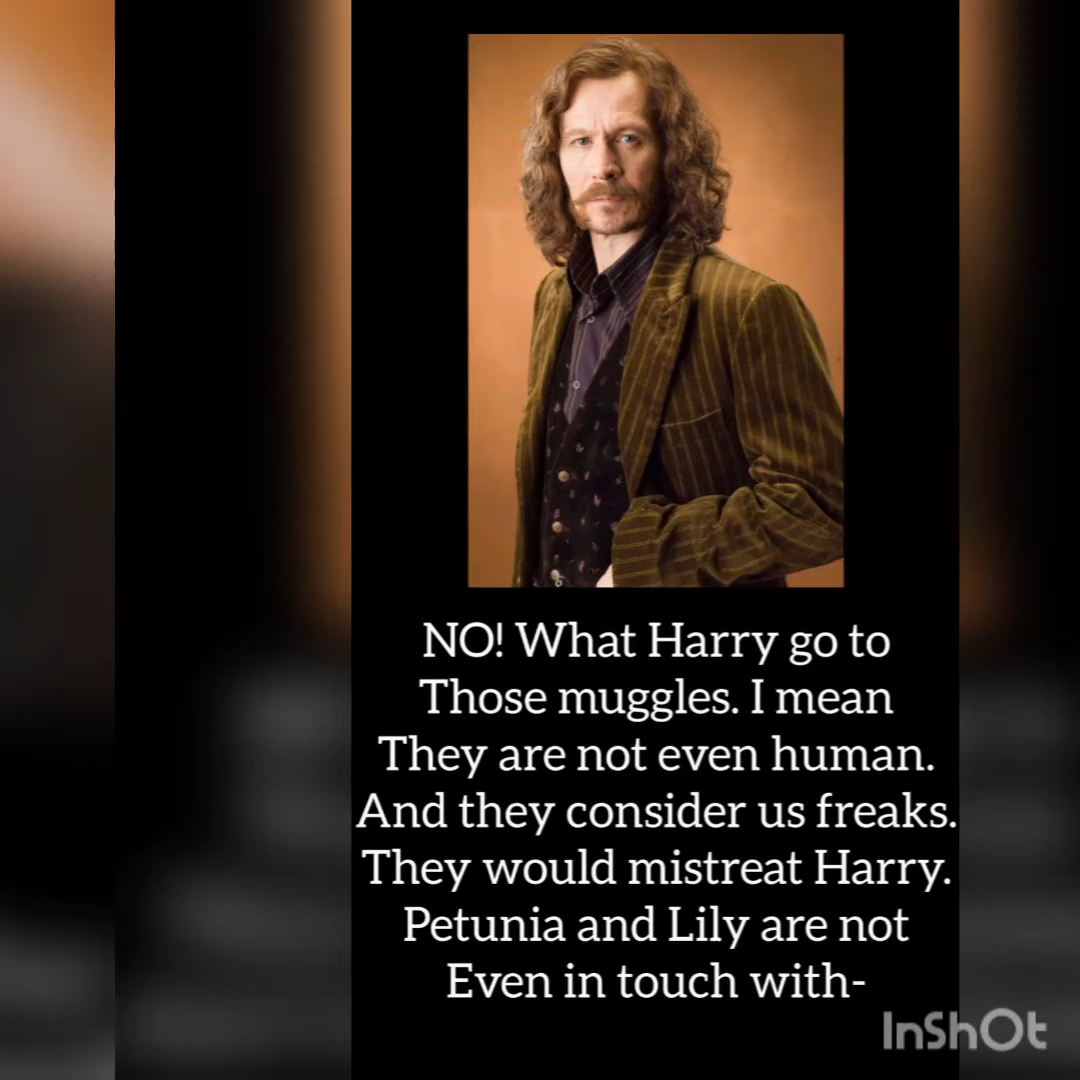 NO! What Harry go to
Those muggles. I mean
They are not even human.
And they consider us freaks.
They would mistreat Harry.
Petunia and Lily are not
Even in touch with-
InShOt